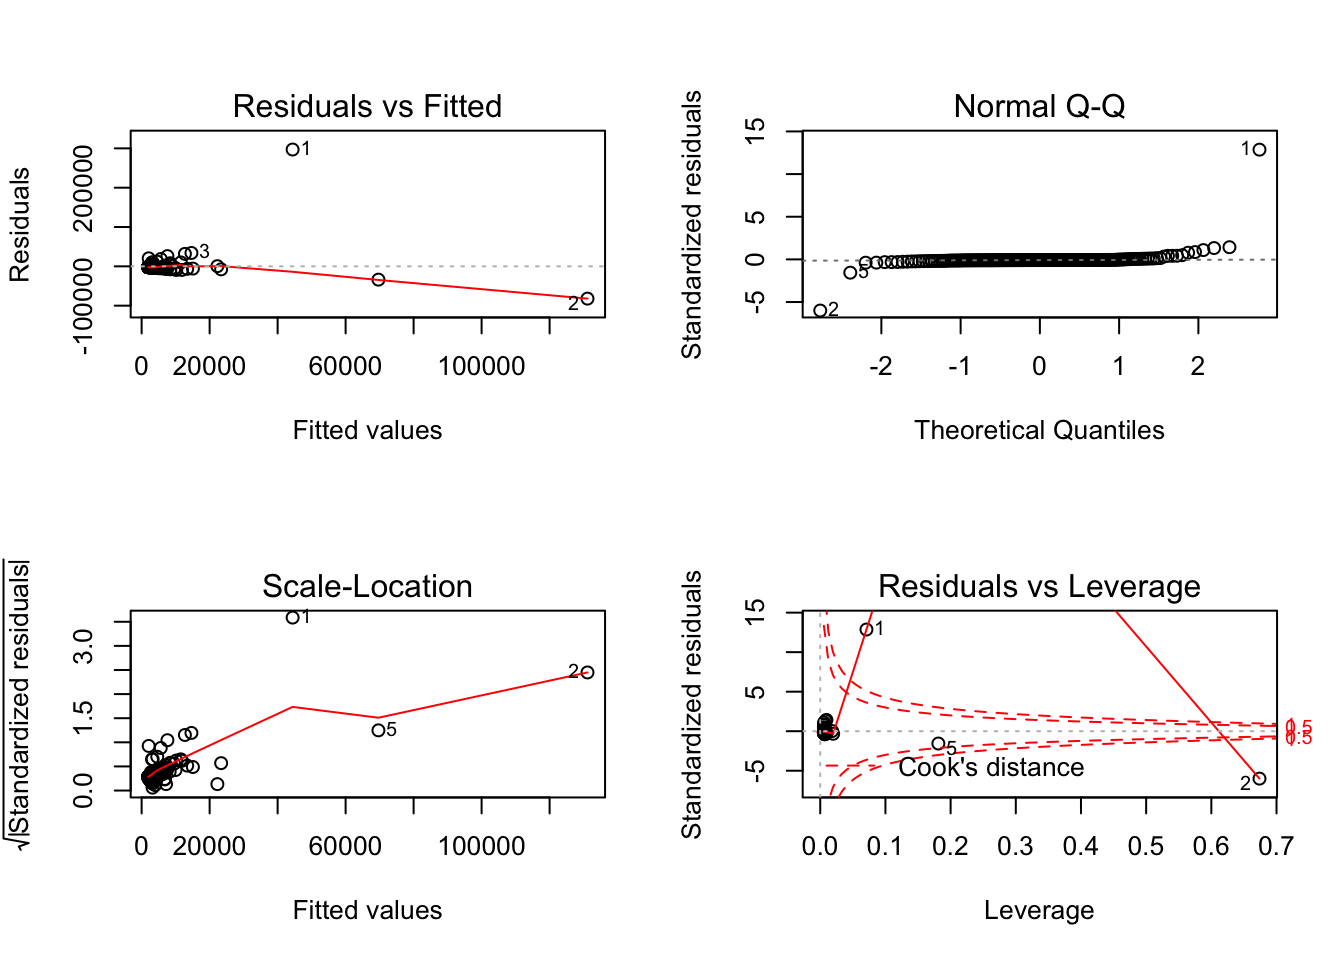 Residuals vs Fitted
Residuals
-100000 200000
1
3
2
0 20000 60000 100000
Fitted values
Normal Q-Q
Standardized residuals
-5 0 5 15
1
5
2
-2 -1 0 1 2
Theoretical Quantiles
Scale-Location
√|Standardized residuals|
0.0 1.5 3.0
1
2
5
0 20000 60000 100000
Fitted values
Residuals vs Leverage
Standardized residuals
-5 5 15
1
5
2
Cook's distance
0.5
0.5
0.0 0.1 0.2 0.3 0.4 0.5 0.6 0.7
Leverage